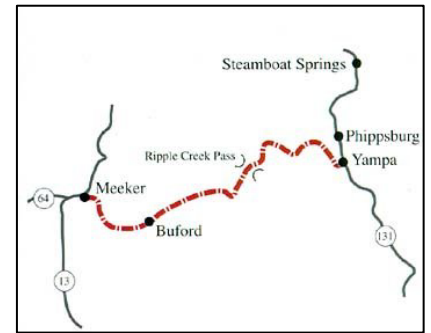 Steamboat Springs
Phippsburg
Ripple Creek Pass
Yampa
Meeker
64
Buford
131
13